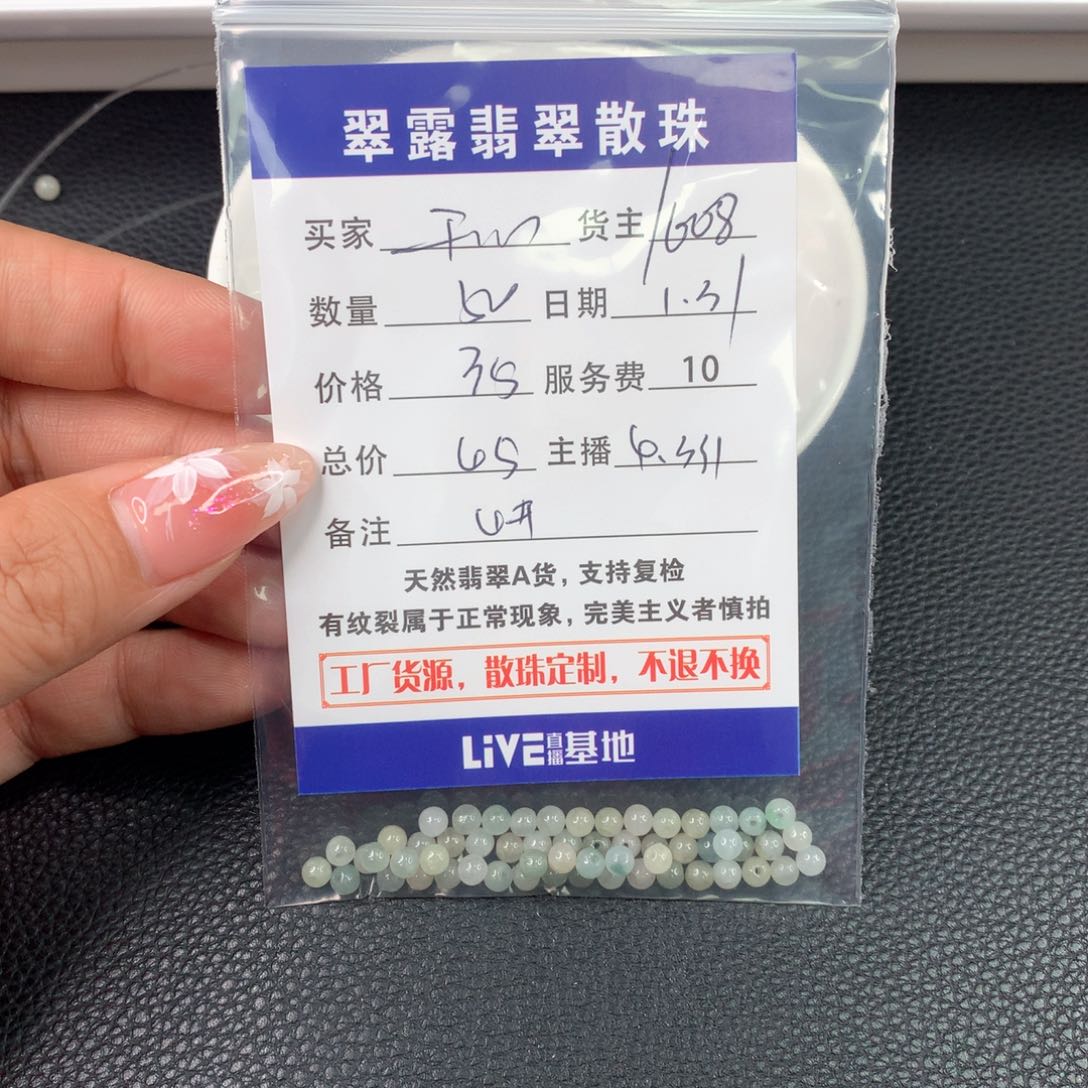 翠露翡翠散珠
买家 货主 1608
数量 日期 1.31
价格 35 服务费 10
总价 65 主播
备注 6#
天然翡翠A货，支持复检
有纹裂属于正常现象，完美主义者慎拍
工厂货源，散珠定制，不退不换
LiVE直播基地